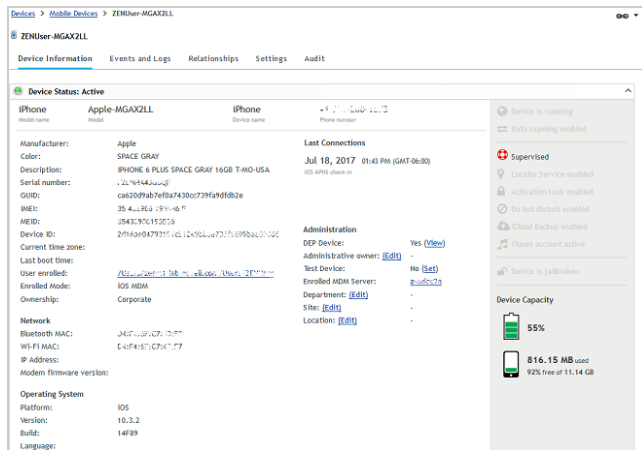 Devices > Mobile Devices > ZENUser-MGAX2LL
ZENUser-MGAX2LL
Device Information Events and Logs Relationships Settings Audit
Device Status: Active
iPhone Apple-MGAX2LL iPhone
Model name Model Device name Phone number
Manufacturer: Apple
Color: SPACE GRAY
Description: IPHONE 6 PLUS SPACE GRAY 16GB T-MO-USA
Serial number:
GUID: ca620d9ab7ef0a7430cc739fa9dfdb2e
IMEI:
MEID:
Device ID:
Current time zone:
Last boot time:
User enrolled:
Enrolled Mode: iOS MDM
Ownership: Corporate
Network
Bluetooth MAC:
Wi-Fi MAC:
IP Address:
Modem firmware version:
Operating System
Platform: iOS
Version: 10.3.2
Build: 14F89
Language:
Last Connections
Jul 18, 2017 01:43 PM (GMT-06:00)
iOS APNS check-in
Administration
DEP Device: Yes (View)
Administrative owner: (Edit) -
Test Device: No (Set)
Enrolled MDM Server:
Department: (Edit) -
Site: (Edit) -
Location: (Edit) -
Device is roaming
Data roaming enabled
Supervised
Locator Service enabled
Activation Lock enabled
Do Not disturb enabled
iCloud Backup enabled
iTunes account active
Device is jailbroken
Device Capacity
55%
816.15 MB used
92% free of 11.14 GB